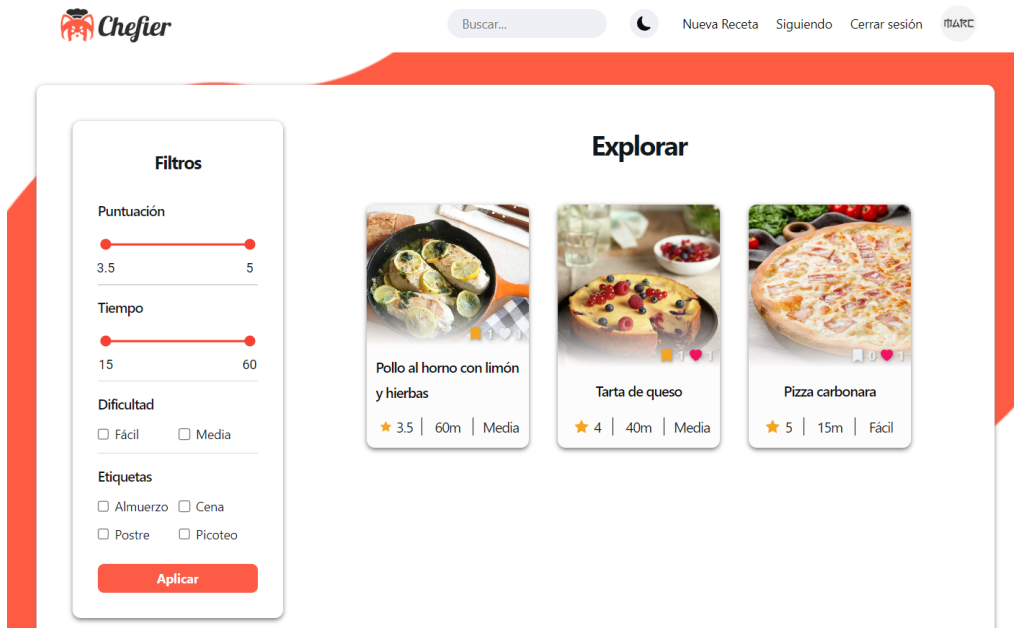 Chefier
Buscar...
Nueva Receta
Siguiendo
Cerrar sesión
MARC
Filtros
Puntuación
3.5 5
Tiempo
15 60
Dificultad
Fácil Media
Etiquetas
Almuerzo Cena
Postre Picoteo
Aplicar
Explorar
1 1
Pollo al horno con limón
y hierbas
3.5 60m Media
1 1
Tarta de queso
4 40m Media
0 1
Pizza carbonara
5 15m Fácil